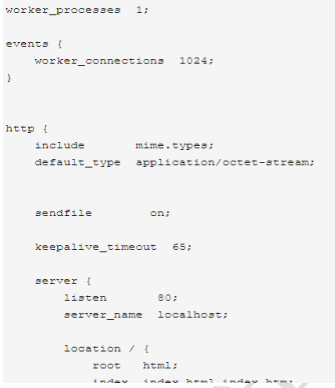 worker_processes  1;
events {
    worker_connections  1024;
}
http {
    include       mime.types;
    default_type  application/octet-stream;
    sendfile        on;
    keepalive_timeout  65;
    server {
        listen       80;
        server_name  localhost;
        location / {
            root   html;
            index  index.html index.htm;